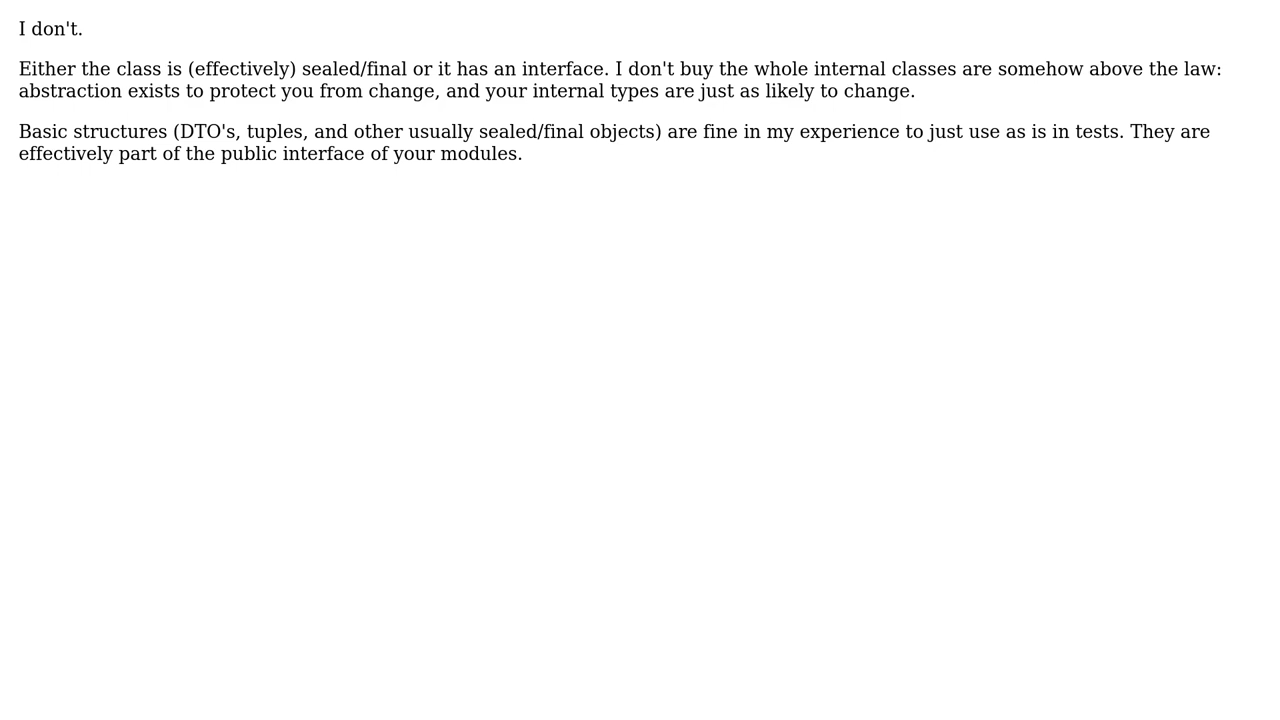 I don't.
Either the class is (effectively) sealed/final or it has an interface. I don't buy the whole internal classes are somehow above the law:
abstraction exists to protect you from change, and your internal types are just as likely to change.
Basic structures (DTO's, tuples, and other usually sealed/final objects) are fine in my experience to just use as is in tests. They are
effectively part of the public interface of your modules.